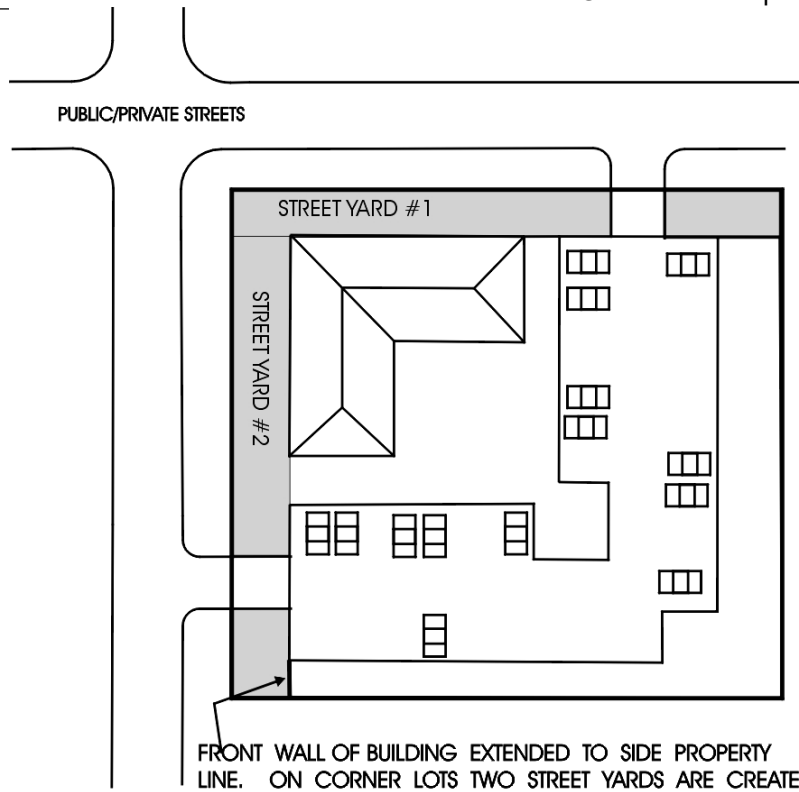 PUBLIC/PRIVATE STREETS
STREET YARD #1
STREET YARD #2
FRONT WALL OF BUILDING EXTENDED TO SIDE PROPERTY
LINE. ON CORNER LOTS TWO STREET YARDS ARE CREATE